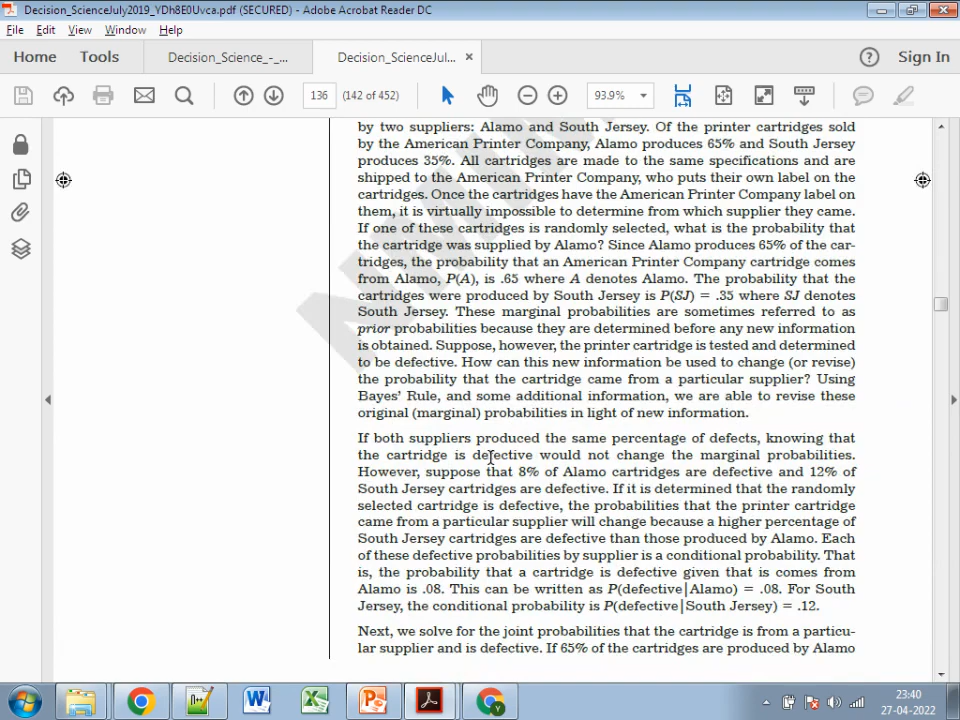 Decision_ScienceJuly2019_YDh8E0Uvca.pdf (SECURED) - Adobe Acrobat Reader DC
File Edit View Window Help
Home Tools Decision_Science_-_... Decision_ScienceJul... × ? Sign In
136 (142 of 452) 93.9%
by two suppliers: Alamo and South Jersey. Of the printer cartridges sold
by the American Printer Company, Alamo produces 65% and South Jersey
produces 35%. All cartridges are made to the same specifications and are
shipped to the American Printer Company, who puts their own label on the
cartridges. Once the cartridges have the American Printer Company label on
them, it is virtually impossible to determine from which supplier they came.
If one of these cartridges is randomly selected, what is the probability that
the cartridge was supplied by Alamo? Since Alamo produces 65% of the car-
tridges, the probability that an American Printer Company cartridge comes
from Alamo, P(A), is .65 where A denotes Alamo. The probability that the
cartridges were produced by South Jersey is P(SJ) = .35 where SJ denotes
South Jersey. These marginal probabilities are sometimes referred to as
prior probabilities because they are determined before any new information
is obtained. Suppose, however, the printer cartridge is tested and determined
to be defective. How can this new information be used to change (or revise)
the probability that the cartridge came from a particular supplier? Using
Bayes' Rule, and some additional information, we are able to revise these
original (marginal) probabilities in light of new information.
If both suppliers produced the same percentage of defects, knowing that
the cartridge is defective would not change the marginal probabilities.
However, suppose that 8% of Alamo cartridges are defective and 12% of
South Jersey cartridges are defective. If it is determined that the randomly
selected cartridge is defective, the probabilities that the printer cartridge
came from a particular supplier will change because a higher percentage of
South Jersey cartridges are defective than those produced by Alamo. Each
of these defective probabilities by supplier is a conditional probability. That
is, the probability that a cartridge is defective given that is comes from
Alamo is .08. This can be written as P(defective|Alamo) = .08. For South
Jersey, the conditional probability is P(defective|South Jersey) = .12.
Next, we solve for the joint probabilities that the cartridge is from a particu-
lar supplier and is defective. If 65% of the cartridges are produced by Alamo
23:40
27-04-2022